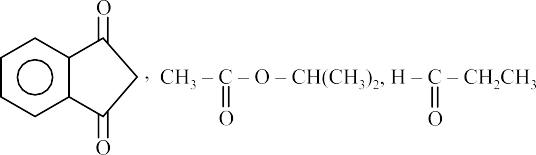 O
, CH₃ – C – O – CH(CH₃)₂, H – C – CH₂CH₃
O O O